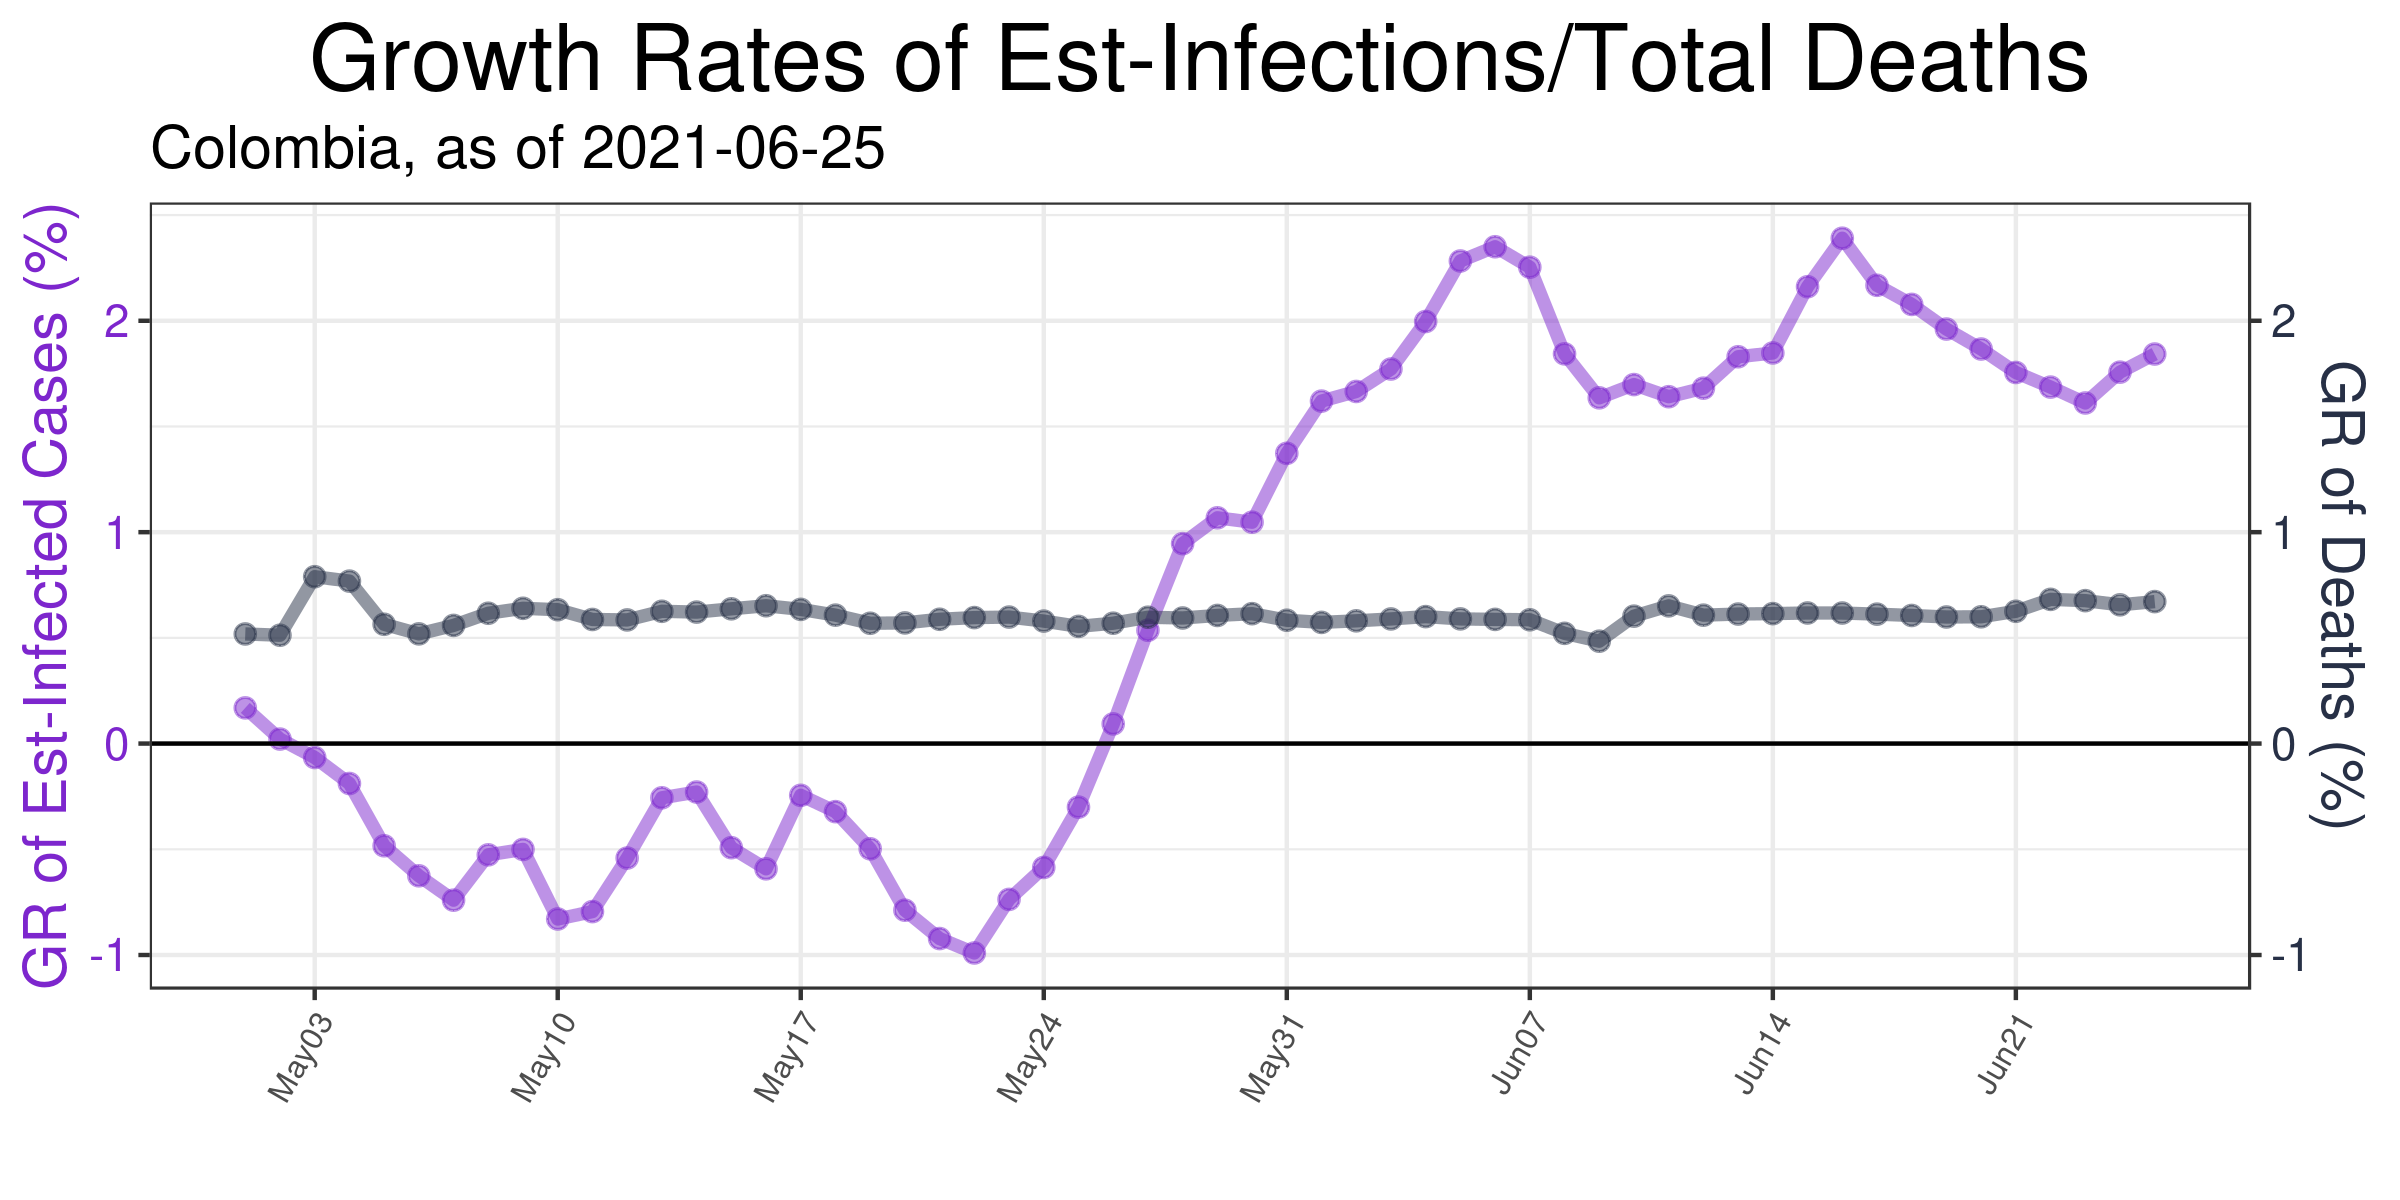 Growth Rates of Est-Infections/Total Deaths
Colombia, as of 2021-06-25
GR of Est-Infected Cases (%)
2
1
0
-1
2
1
0
-1
GR of Deaths (%)
May03
May10
May17
May24
May31
Jun07
Jun14
Jun21